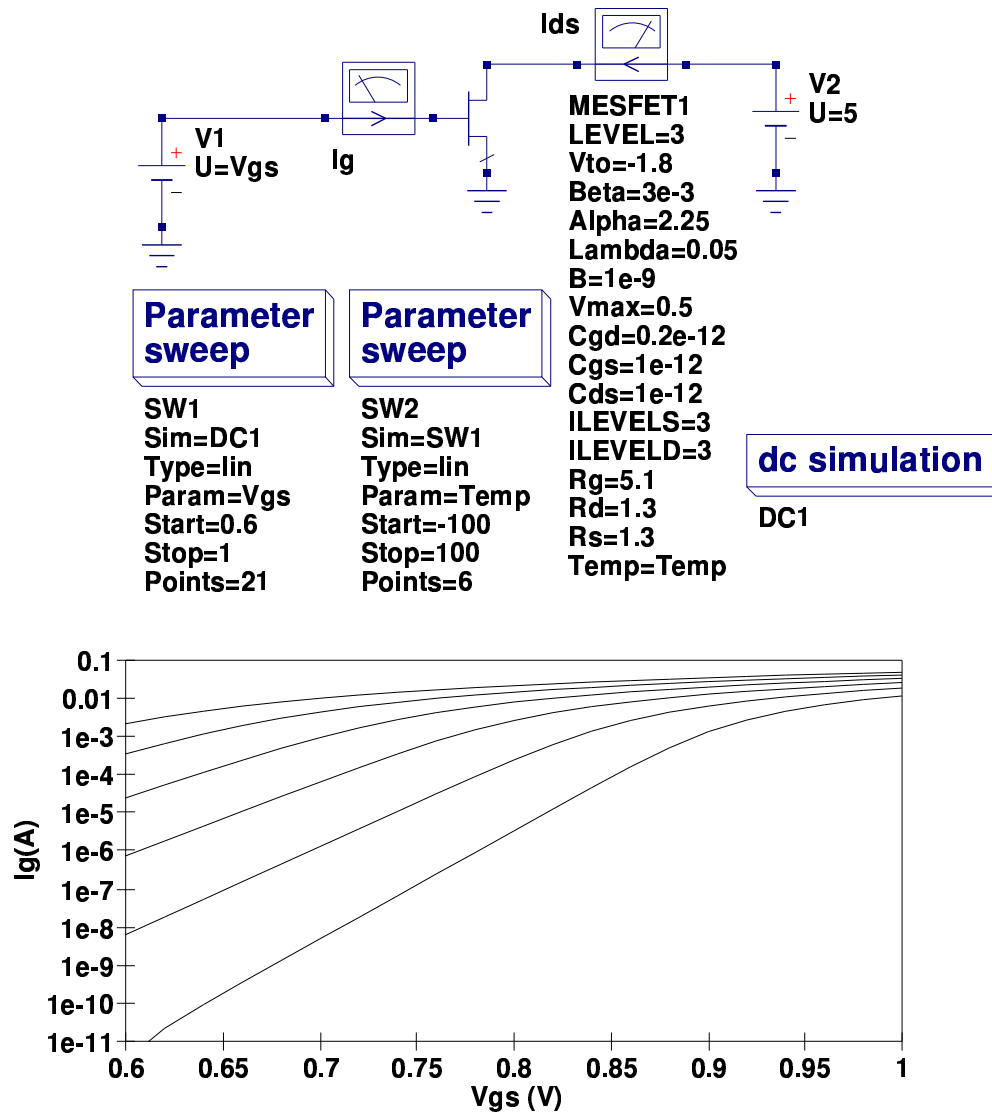 Ids
V1
U=Vgs
Ig
V2
U=5
MESFET1
LEVEL=3
Vto=-1.8
Beta=3e-3
Alpha=2.25
Lambda=0.05
B=1e-9
Vmax=0.5
Cgd=0.2e-12
Cgs=1e-12
Cds=1e-12
ILEVELS=3
ILEVELD=3
Rg=5.1
Rd=1.3
Rs=1.3
Temp=Temp
Parameter
sweep
SW1
Sim=DC1
Type=lin
Param=Vgs
Start=0.6
Stop=1
Points=21
Parameter
sweep
SW2
Sim=SW1
Type=lin
Param=Temp
Start=-100
Stop=100
Points=6
dc simulation
DC1
Ig(A)
0.1
0.01
1e-3
1e-4
1e-5
1e-6
1e-7
1e-8
1e-9
1e-10
1e-11
0.6 0.65 0.7 0.75 0.8 0.85 0.9 0.95 1
Vgs (V)